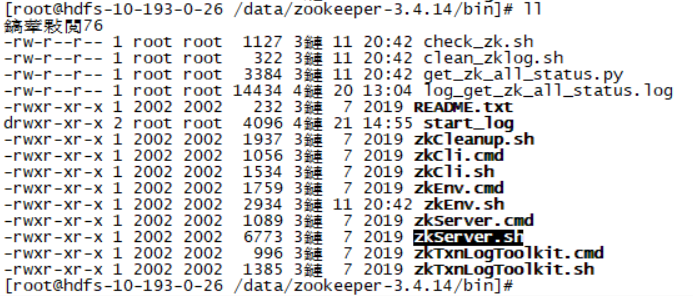 [root@hdfs-10-193-0-26 /data/zookeeper-3.4.14/bin]# ll
鎬荤敤閲76
-rw-r--r-- 1 root root  1127 3鏈 11 20:42 check_zk.sh
-rw-r--r-- 1 root root   322 3鏈 11 20:42 clean_zklog.sh
-rw-r--r-- 1 root root  3384 3鏈 11 20:42 get_zk_all_status.py
-rw-r--r-- 1 root root 14434 4鏈 20 13:04 log_get_zk_all_status.log
-rwxr-xr-x 1 2002 2002   232 3鏈  7 2019 README.txt
drwxr-xr-x 2 root root  4096 4鏈 21 14:55 start_log
-rwxr-xr-x 1 2002 2002  1937 3鏈  7 2019 zkCleanup.sh
-rwxr-xr-x 1 2002 2002  1056 3鏈  7 2019 zkCli.cmd
-rwxr-xr-x 1 2002 2002  1534 3鏈  7 2019 zkCli.sh
-rwxr-xr-x 1 2002 2002  1759 3鏈  7 2019 zkEnv.cmd
-rwxr-xr-x 1 2002 2002  2934 3鏈 11 20:42 zkEnv.sh
-rwxr-xr-x 1 2002 2002  1089 3鏈  7 2019 zkServer.cmd
-rwxr-xr-x 1 2002 2002  6773 3鏈  7 2019 zkServer.sh
-rwxr-xr-x 1 2002 2002   996 3鏈  7 2019 zkTxnLogToolkit.cmd
-rwxr-xr-x 1 2002 2002  1385 3鏈  7 2019 zkTxnLogToolkit.sh
[root@hdfs-10-193-0-26 /data/zookeeper-3.4.14/bin]#